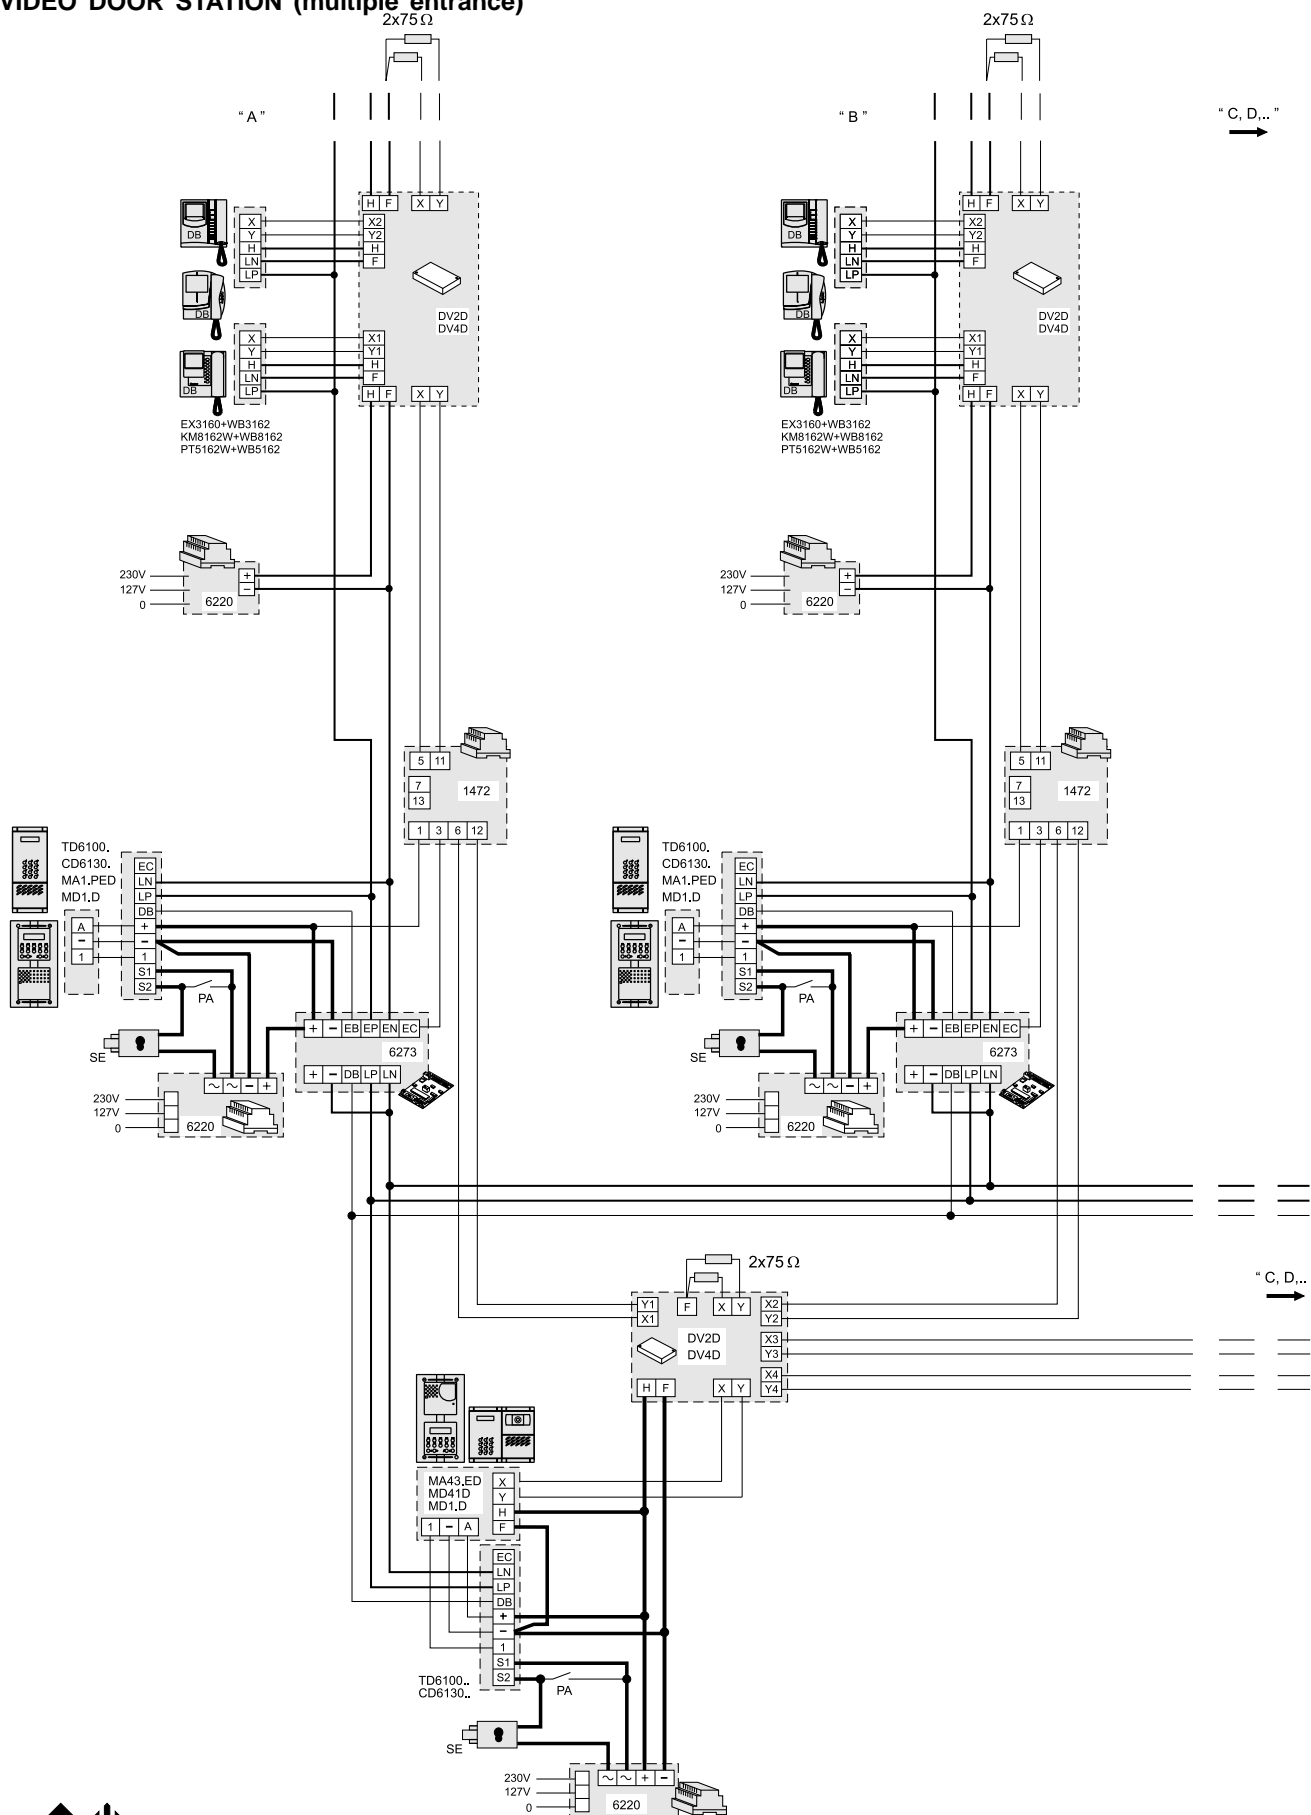 VIDEO DOOR STATION (multiple entrance)
2x75 Ω
2x75 Ω
“ A ”
“ B ”
“ C, D,.. ”
H F X Y
H F X Y
DB
X
Y
H
LN
LP
X2
Y2
H
F
DV2D
DV4D
DB
X
Y
H
LN
LP
X2
Y2
H
F
DV2D
DV4D
DB
DB
X
Y
H
LN
LP
X1
Y1
H
F
DB
DB
X
Y
H
LN
LP
X1
Y1
H
F
H F X Y
H F X Y
EX3160+WB3162
KM8162W+WB8162
PT5162W+WB5162
EX3160+WB3162
KM8162W+WB8162
PT5162W+WB5162
230V
127V
0
+
−
6220
230V
127V
0
+
−
6220
5 11
7
13
1472
1 3 6 12
5 11
7
13
1472
1 3 6 12
TD6100.
CD6130.
MA1.PED
MD1.D
A
−
1
EC
LN
LP
DB
+
−
1
S1
S2
PA
SE
+ − EB EP EN EC
6273
+ − DB LP LN
~ ~ − +
230V
127V
0
6220
TD6100.
CD6130.
MA1.PED
MD1.D
A
−
1
EC
LN
LP
DB
+
−
1
S1
S2
PA
SE
+ − EB EP EN EC
6273
+ − DB LP LN
~ ~ − +
230V
127V
0
6220
2x75 Ω
“ C, D,..
Y1
X1
F X Y
X2
Y2
DV2D
DV4D
X3
Y3
X4
Y4
H F X Y
MA43.ED
MD41D
MD1.D
X
Y
H
F
1 − A
EC
LN
LP
DB
+
−
1
S1
S2
TD6100..
CD6130..
PA
SE
~ ~ + −
230V
127V
0
6220